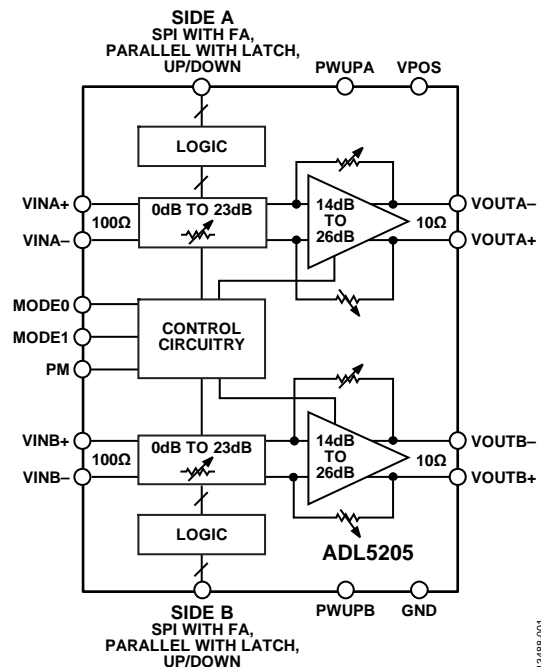 SIDE A
SPI WITH FA,
PARALLEL WITH LATCH,
UP/DOWN
PWUPA
VPOS
LOGIC
VINA+
100Ω
VINA–
0dB TO 23dB
14dB
TO
26dB
10Ω
VOUTA–
VOUTA+
MODE0
MODE1
PM
CONTROL
CIRCUITRY
VINB+
100Ω
VINB–
0dB TO 23dB
14dB
TO
26dB
10Ω
VOUTB–
VOUTB+
LOGIC
ADL5205
SIDE B
SPI WITH FA,
PARALLEL WITH LATCH,
UP/DOWN
PWUPB
GND